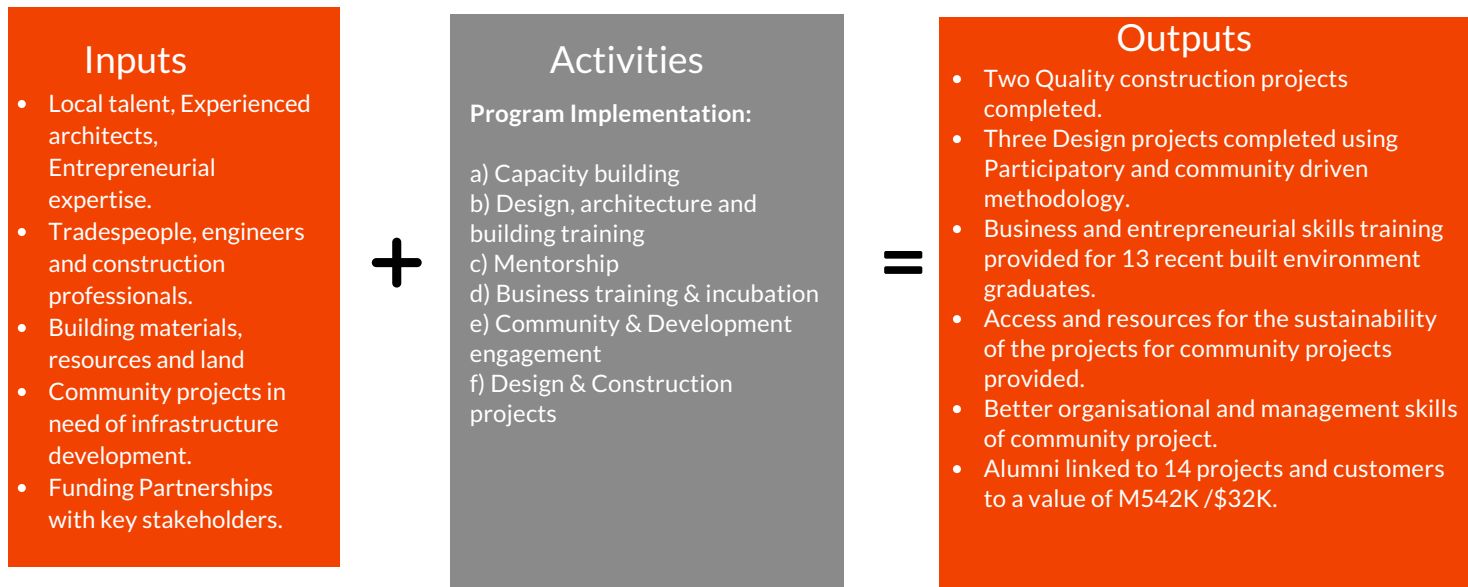 Inputs
• Local talent, Experienced
architects,
Entrepreneurial
expertise.
• Tradespeople, engineers
and construction
professionals.
• Building materials,
resources and land
• Community projects in
need of infrastructure
development.
• Funding Partnerships
with key stakeholders.
+
Activities
Program Implementation:
a) Capacity building
b) Design, architecture and
building training
c) Mentorship
d) Business training & incubation
e) Community & Development
engagement
f) Design & Construction
projects
=
Outputs
• Two Quality construction projects
completed.
• Three Design projects completed using
Participatory and community driven
methodology.
• Business and entrepreneurial skills training
provided for 13 recent built environment
graduates.
• Access and resources for the sustainability
of the projects for community projects
provided.
• Better organisational and management skills
of community project.
• Alumni linked to 14 projects and customers
to a value of M542K /$32K.